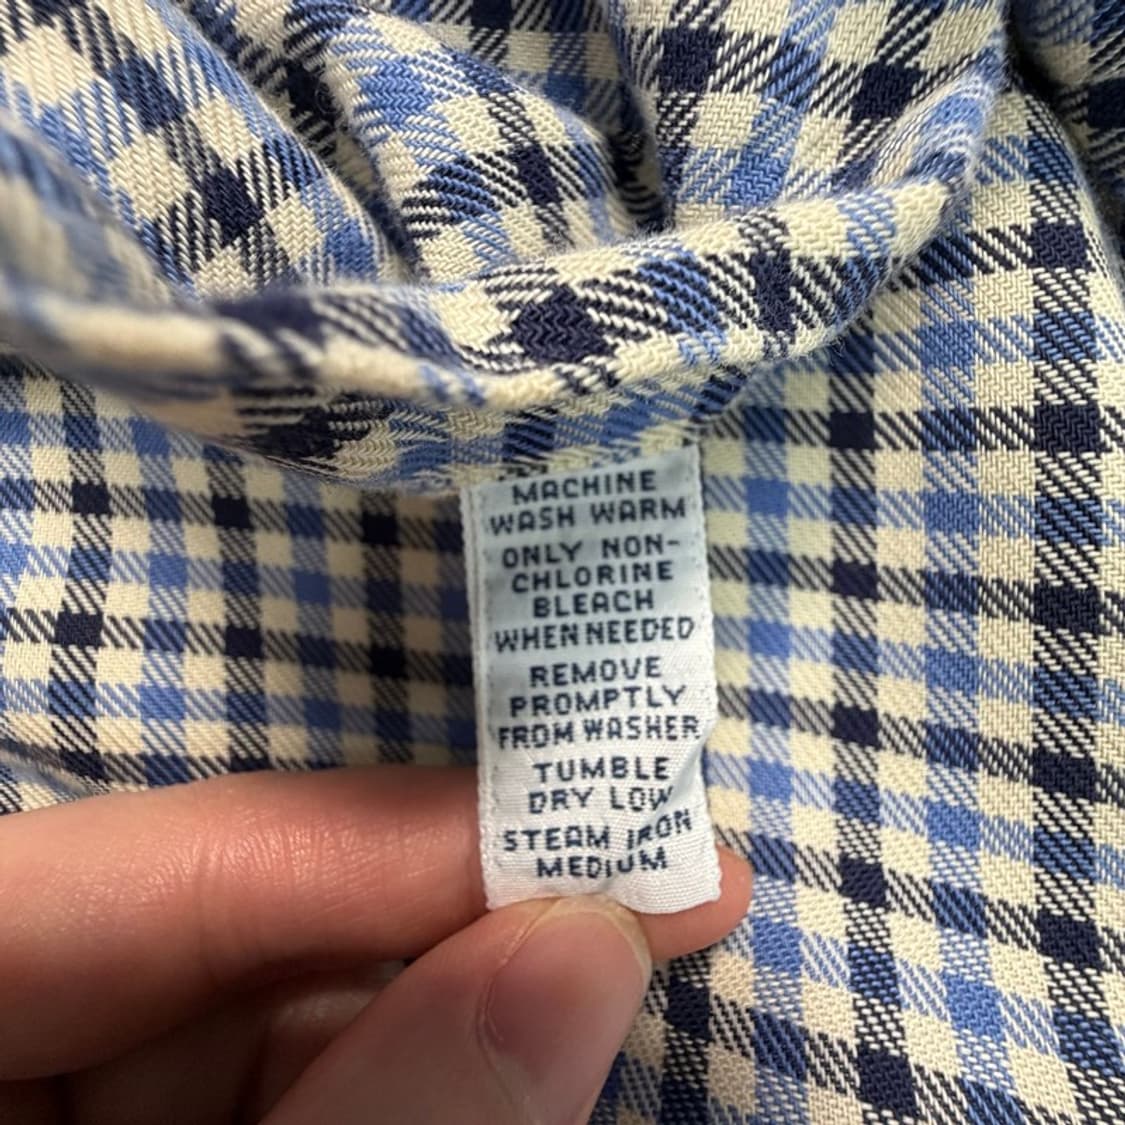 MACHINE
WASH WARM
ONLY NON-
CHLORINE
BLEACH
WHEN NEEDED
REMOVE
PROMPTLY
FROM WASHER
TUMBLE
DRY LOW
STEAM IRON
MEDIUM